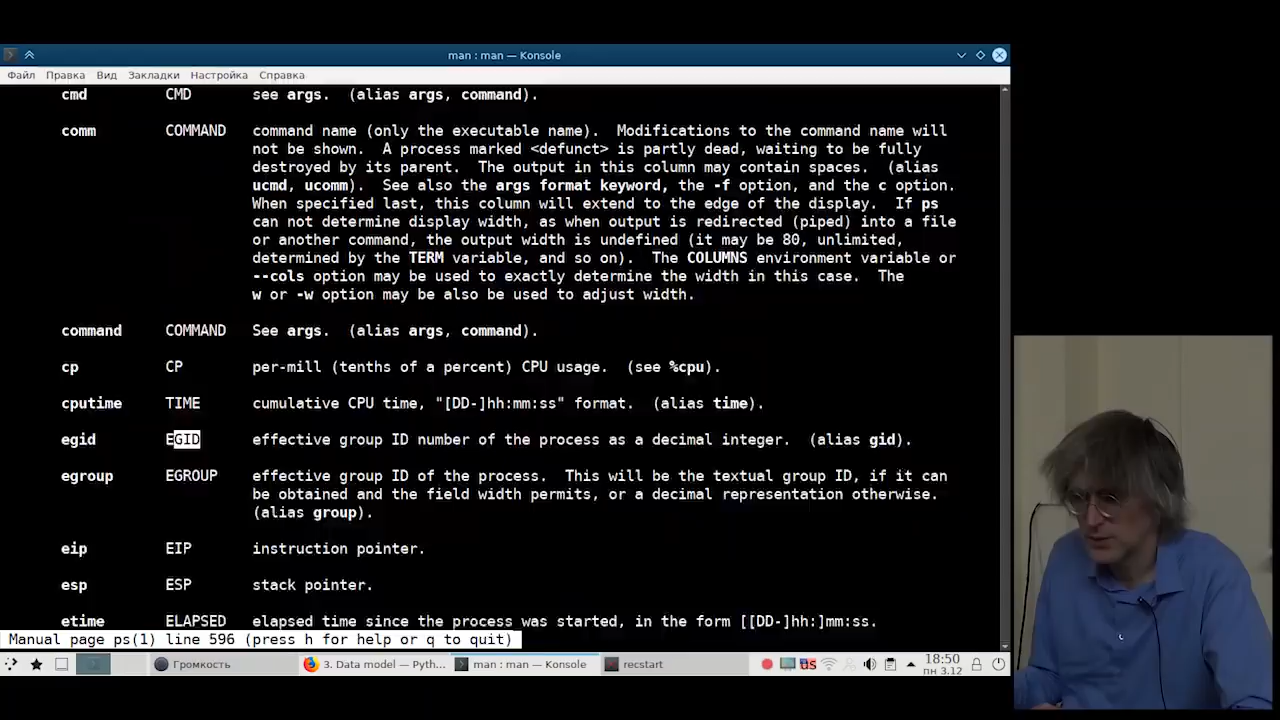 man : man — Konsole
Файл Правка Вид Закладки Настройка Справка
cmd CMD see args. (alias args, command).
comm COMMAND command name (only the executable name). Modifications to the command name will
not be shown. A process marked <defunct> is partly dead, waiting to be fully
destroyed by its parent. The output in this column may contain spaces. (alias
ucmd, ucomm). See also the args format keyword, the -f option, and the c option.
When specified last, this column will extend to the edge of the display. If ps
can not determine display width, as when output is redirected (piped) into a file
or another command, the output width is undefined (it may be 80, unlimited,
determined by the TERM variable, and so on). The COLUMNS environment variable or
--cols option may be used to exactly determine the width in this case. The
w or -w option may be also be used to adjust width.
command COMMAND See args. (alias args, command).
cp CP per-mill (tenths of a percent) CPU usage. (see %cpu).
cputime TIME cumulative CPU time, "[DD-]hh:mm:ss" format. (alias time).
egid EGID effective group ID number of the process as a decimal integer. (alias gid).
egroup EGROUP effective group ID of the process. This will be the textual group ID, if it can
be obtained and the field width permits, or a decimal representation otherwise.
(alias group).
eip EIP instruction pointer.
esp ESP stack pointer.
etime ELAPSED elapsed time since the process was started, in the form [[DD-]hh:]mm:ss.
Manual page ps(1) line 596 (press h for help or q to quit)
Громкость 3. Data model — Pyth... man : man — Konsole recstart us 18:50
пн 3.12